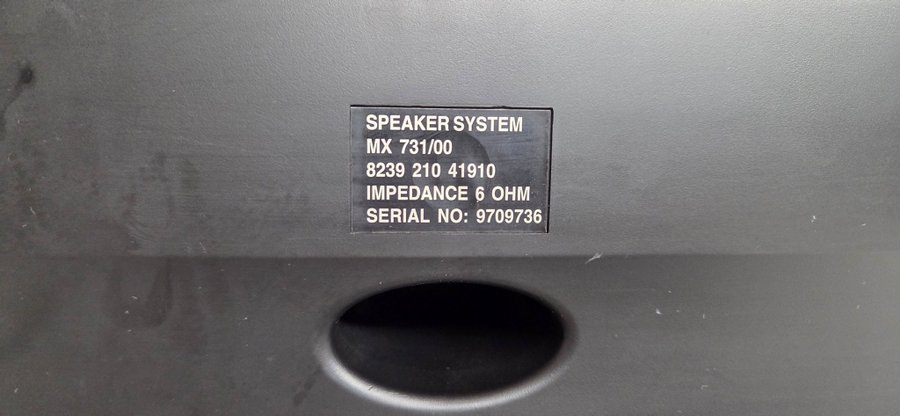 SPEAKER SYSTEM
MX 731/00
8239 210 41910
IMPEDANCE 6 OHM
SERIAL NO: 9709736